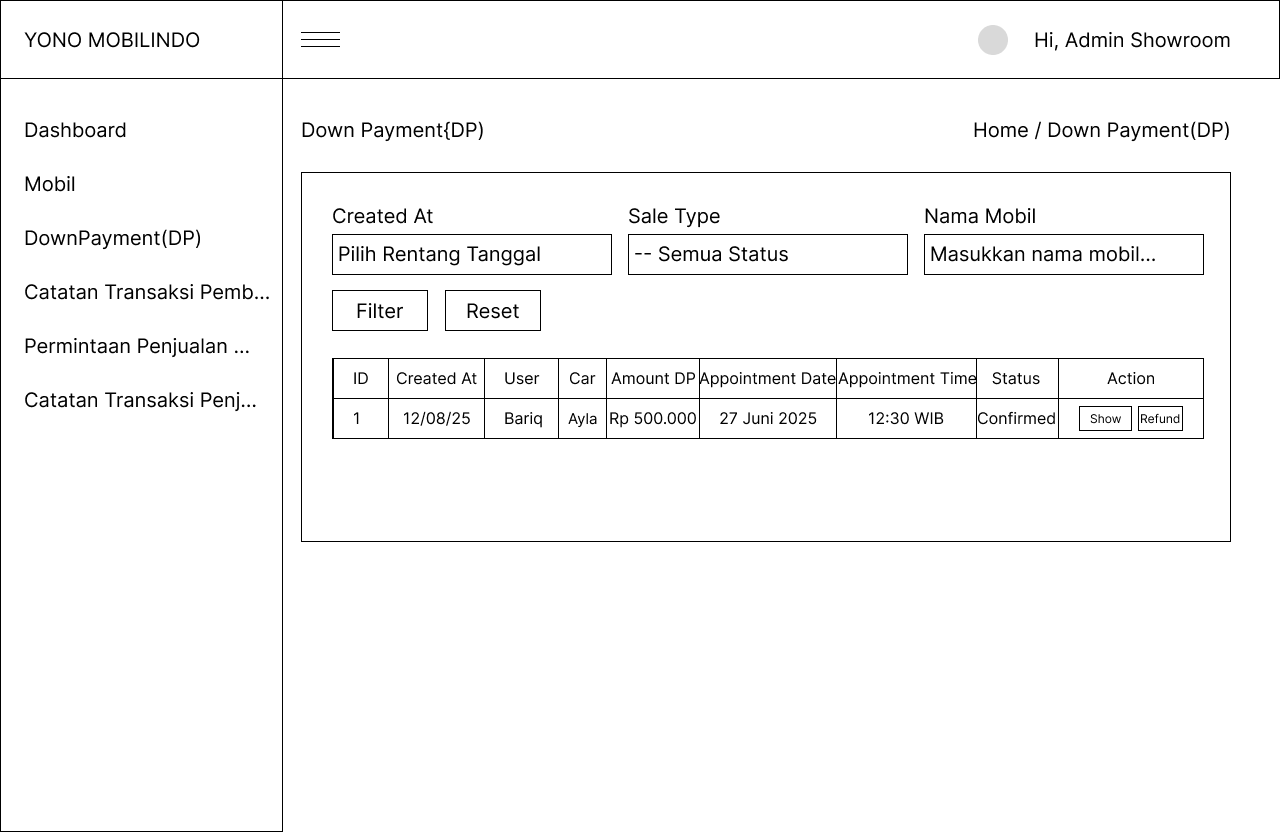 YONO MOBILINDO
Hi, Admin Showroom
Dashboard
Mobil
DownPayment(DP)
Catatan Transaksi Pemb...
Permintaan Penjualan ...
Catatan Transaksi Penj...
Down Payment{DP)
Home / Down Payment(DP)
Created At
Sale Type
Nama Mobil
Pilih Rentang Tanggal
-- Semua Status
Masukkan nama mobil...
Filter
Reset
ID Created At User Car Amount DP Appointment Date Appointment Time Status Action
1 12/08/25 Bariq Ayla Rp 500.000 27 Juni 2025 12:30 WIB Confirmed Show Refund